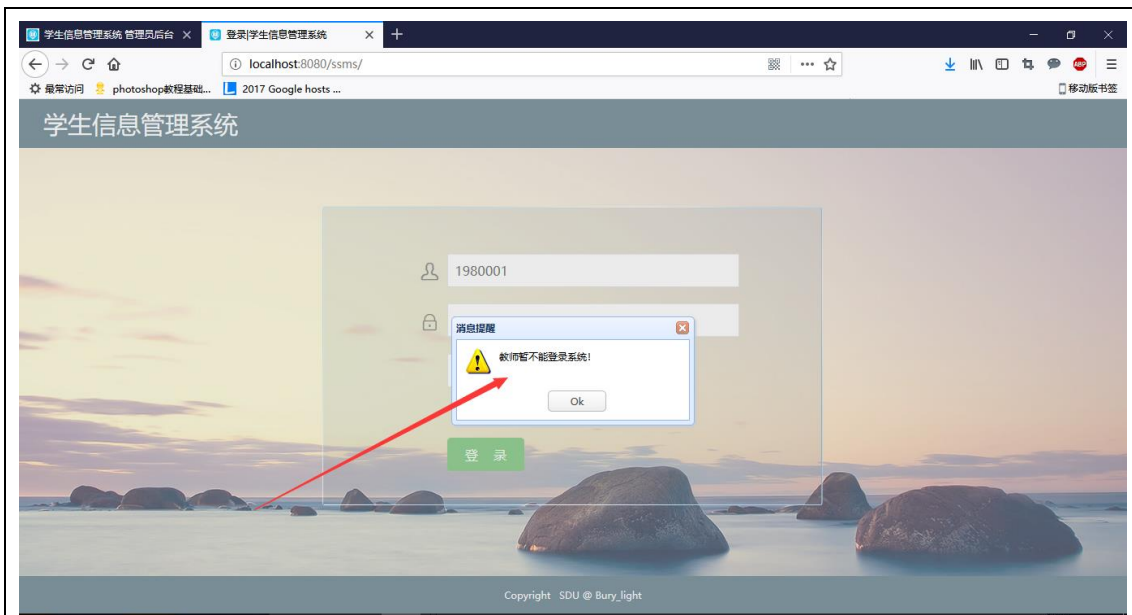 学生信息管理系统 管理员后台
登录|学生信息管理系统
localhost:8080/ssms/
最常访问 photoshop教程基础... 2017 Google hosts ... 移动版书签
学生信息管理系统
1980001
消息提醒
教师暂不能登录系统!
Ok
登 录
Copyright SDU @ Bury_light